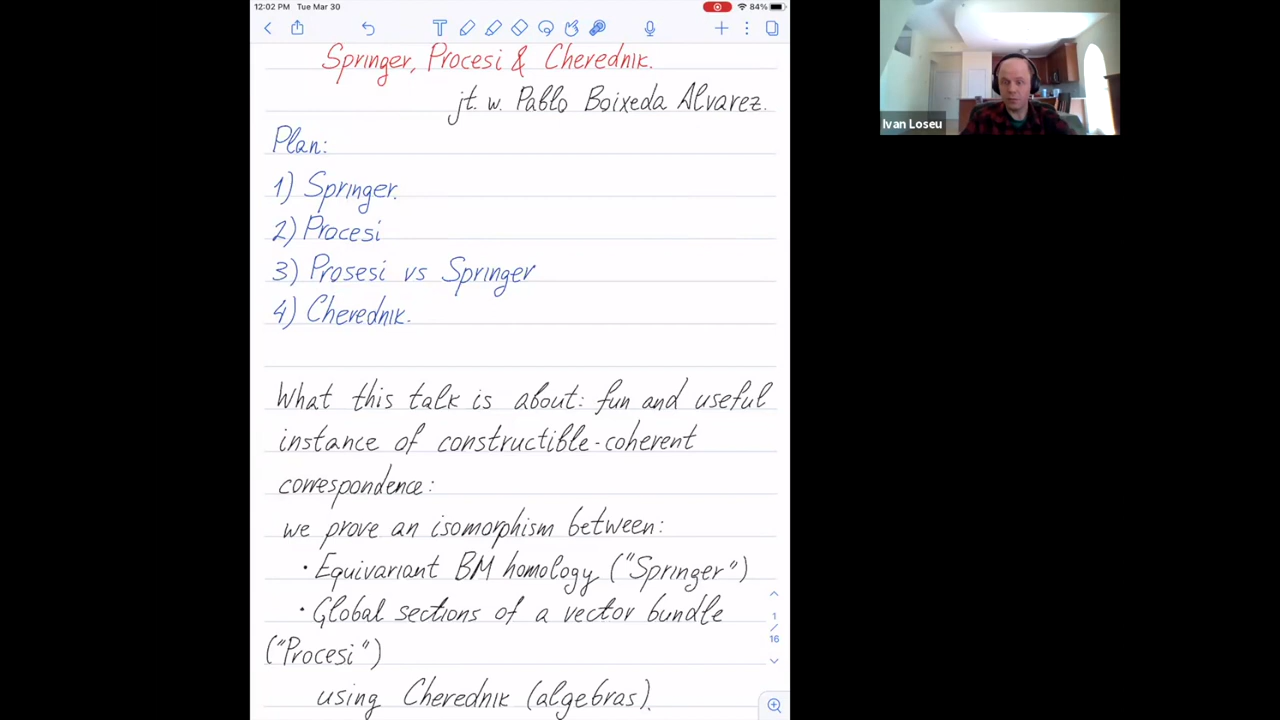 12:02 PM Tue Mar 30
84%
Springer, Procesi & Cherednik.
jt. w. Pablo Boixeda Alvarez.
Plan:
1) Springer.
2) Procesi
3) Prosesi vs Springer
4) Cherednik.
What this talk is about: fun and useful
instance of constructible-coherent
correspondence:
we prove an isomorphism between:
• Equivariant BM homology ("Springer")
• Global sections of a vector bundle
("Procesi")
using Cherednik (algebras).
1
/
16
Ivan Loseu